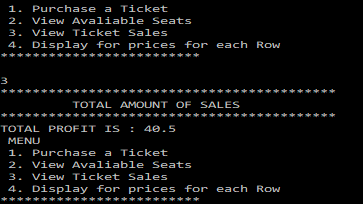 1. Purchase a Ticket
2. View Avaliable Seats
3. View Ticket Sales
4. Display for prices for each Row
*************************
3
******************************************
TOTAL AMOUNT OF SALES
******************************************
TOTAL PROFIT IS : 40.5
MENU
1. Purchase a Ticket
2. View Avaliable Seats
3. View Ticket Sales
4. Display for prices for each Row
*************************